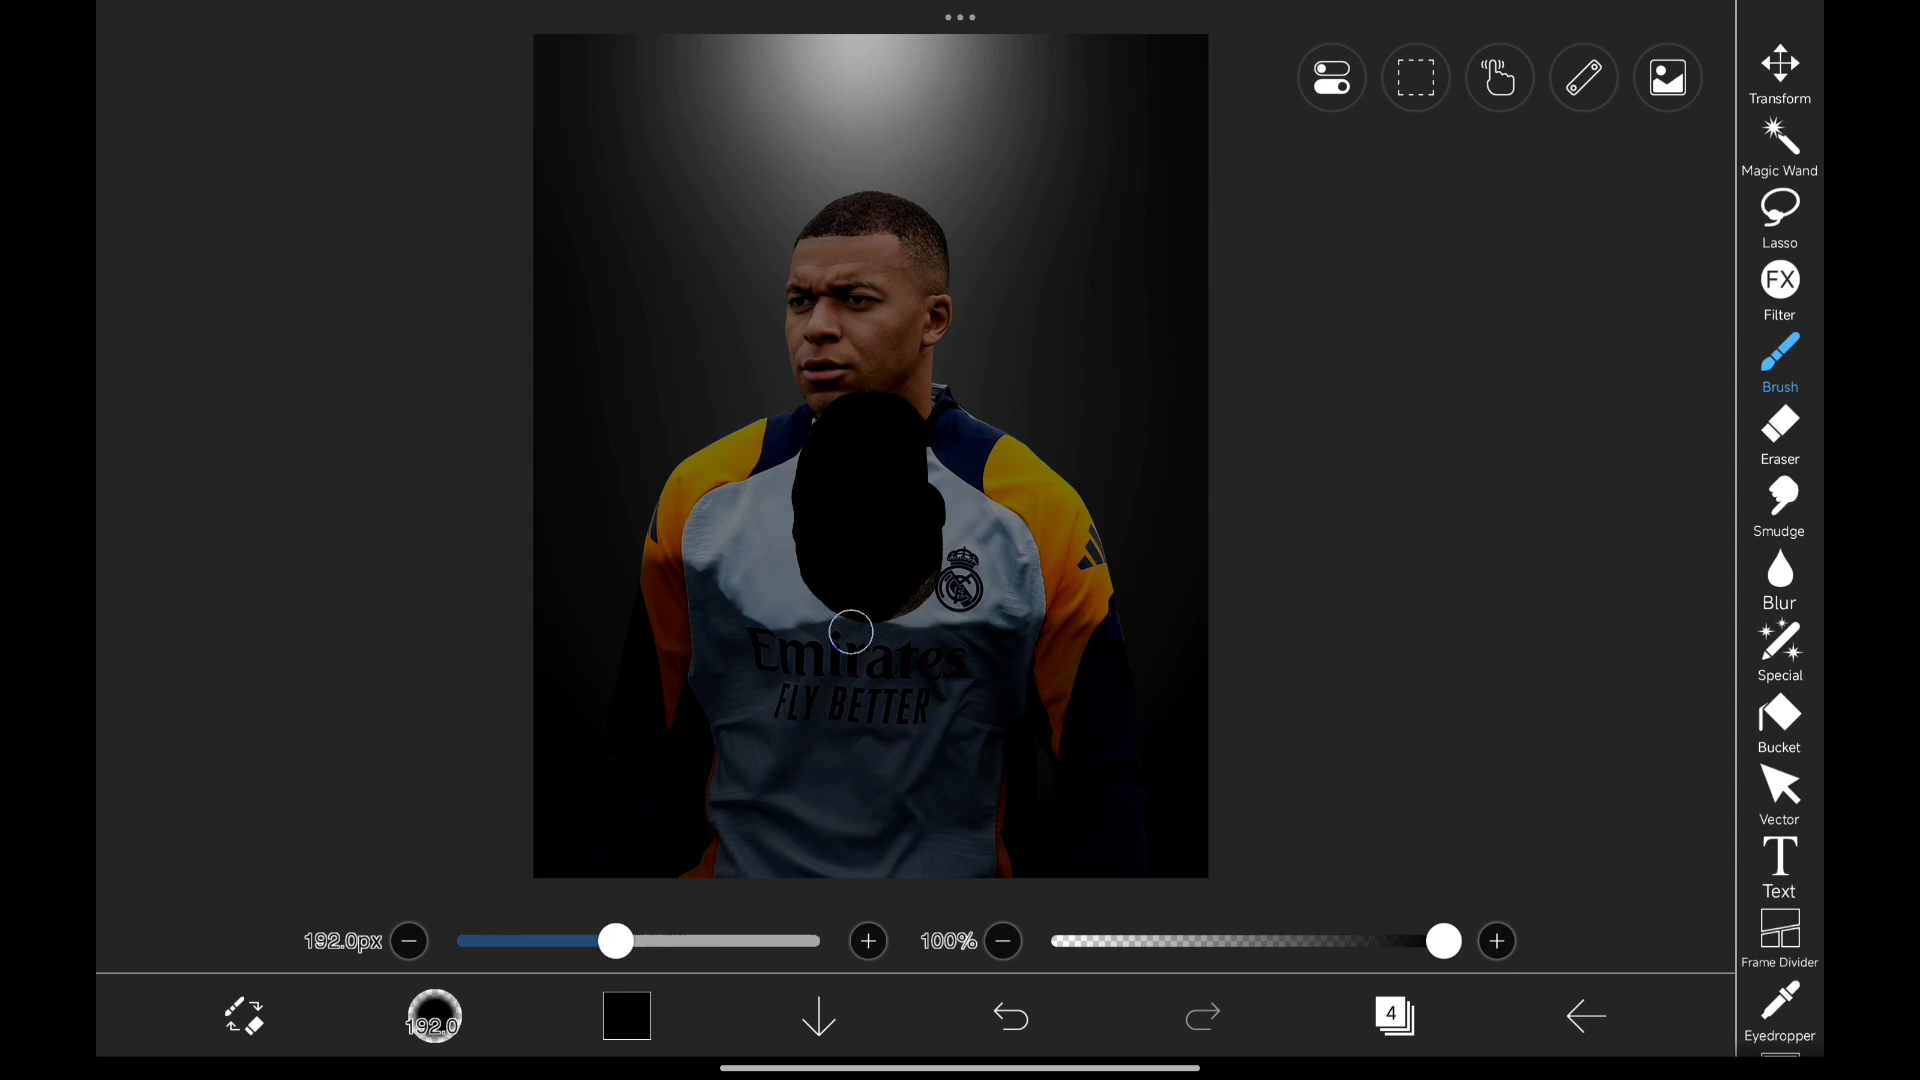 Transform
Magic Wand
Lasso
FX
Filter
Brush
Eraser
Smudge
Blur
Special
Bucket
Vector
T
Text
Frame Divider
Eyedropper
Emirates
FLY BETTER
192.0px
100%
192.0
4